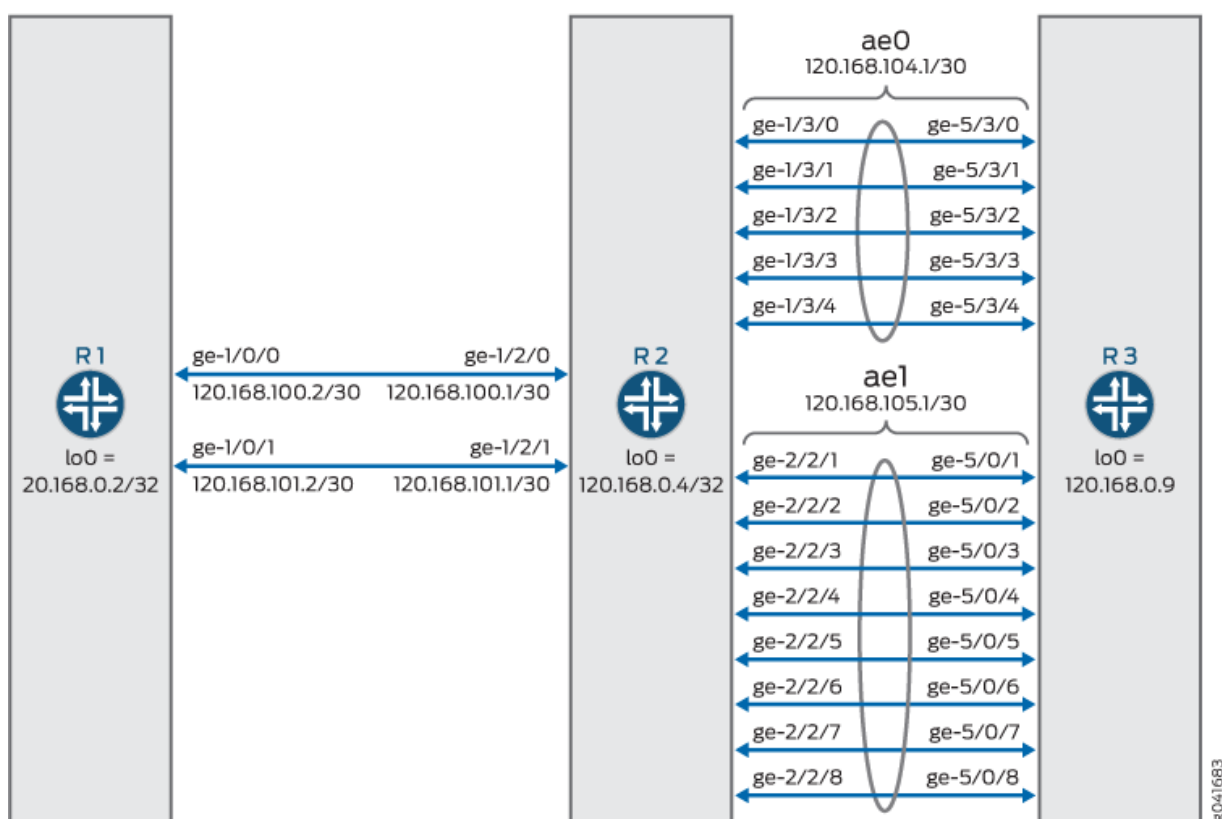 ae0
120.168.104.1/30
ge-1/3/0 ge-5/3/0
ge-1/3/1 ge-5/3/1
ge-1/3/2 ge-5/3/2
ge-1/3/3 ge-5/3/3
ge-1/3/4 ge-5/3/4
R1
lo0 =
20.168.0.2/32
ge-1/0/0 ge-1/2/0
120.168.100.2/30 120.168.100.1/30
ge-1/0/1 ge-1/2/1
120.168.101.2/30 120.168.101.1/30
R2
lo0 =
120.168.0.4/32
ae1
120.168.105.1/30
ge-2/2/1 ge-5/0/1
ge-2/2/2 ge-5/0/2
ge-2/2/3 ge-5/0/3
ge-2/2/4 ge-5/0/4
ge-2/2/5 ge-5/0/5
ge-2/2/6 ge-5/0/6
ge-2/2/7 ge-5/0/7
ge-2/2/8 ge-5/0/8
R3
lo0 =
120.168.0.9
g041683